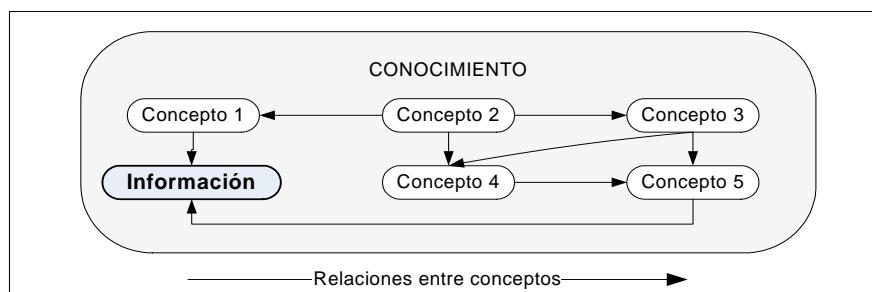 CONOCIMIENTO
Concepto 1
Concepto 2
Concepto 3
Información
Concepto 4
Concepto 5
Relaciones entre conceptos